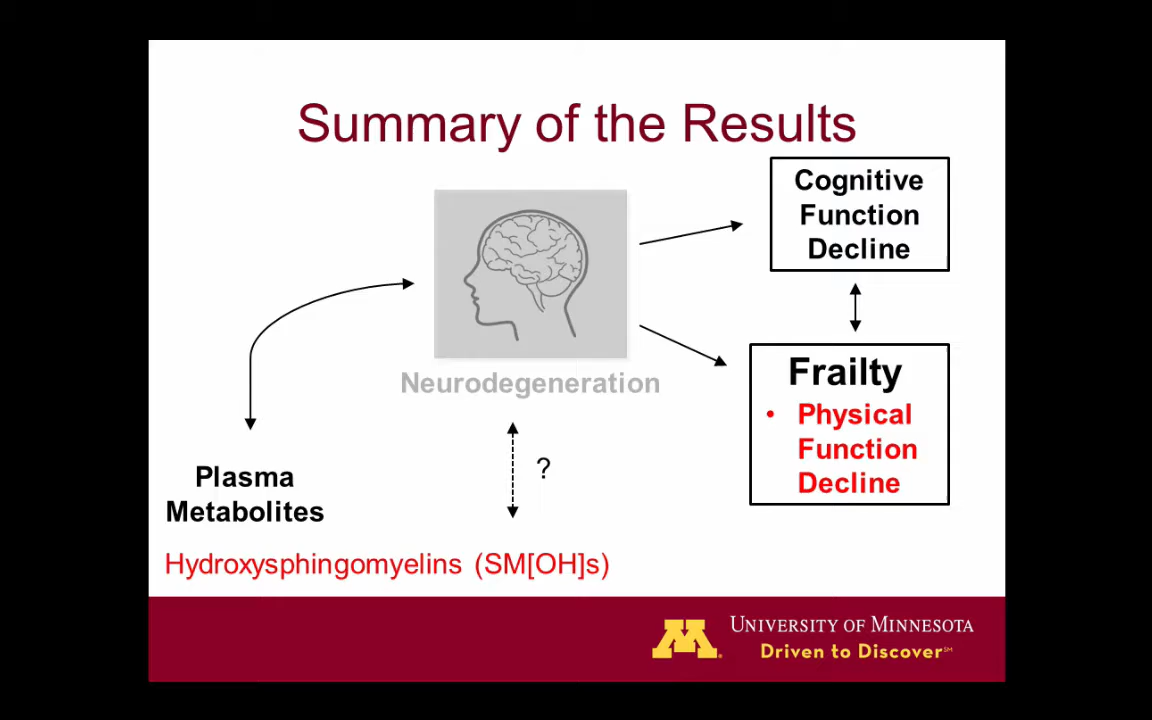 Summary of the Results
Cognitive
Function
Decline
Neurodegeneration
Frailty
• Physical
Function
Decline
?
Plasma
Metabolites
Hydroxysphingomyelins (SM[OH]s)
M
UNIVERSITY OF MINNESOTA
Driven to Discover℠